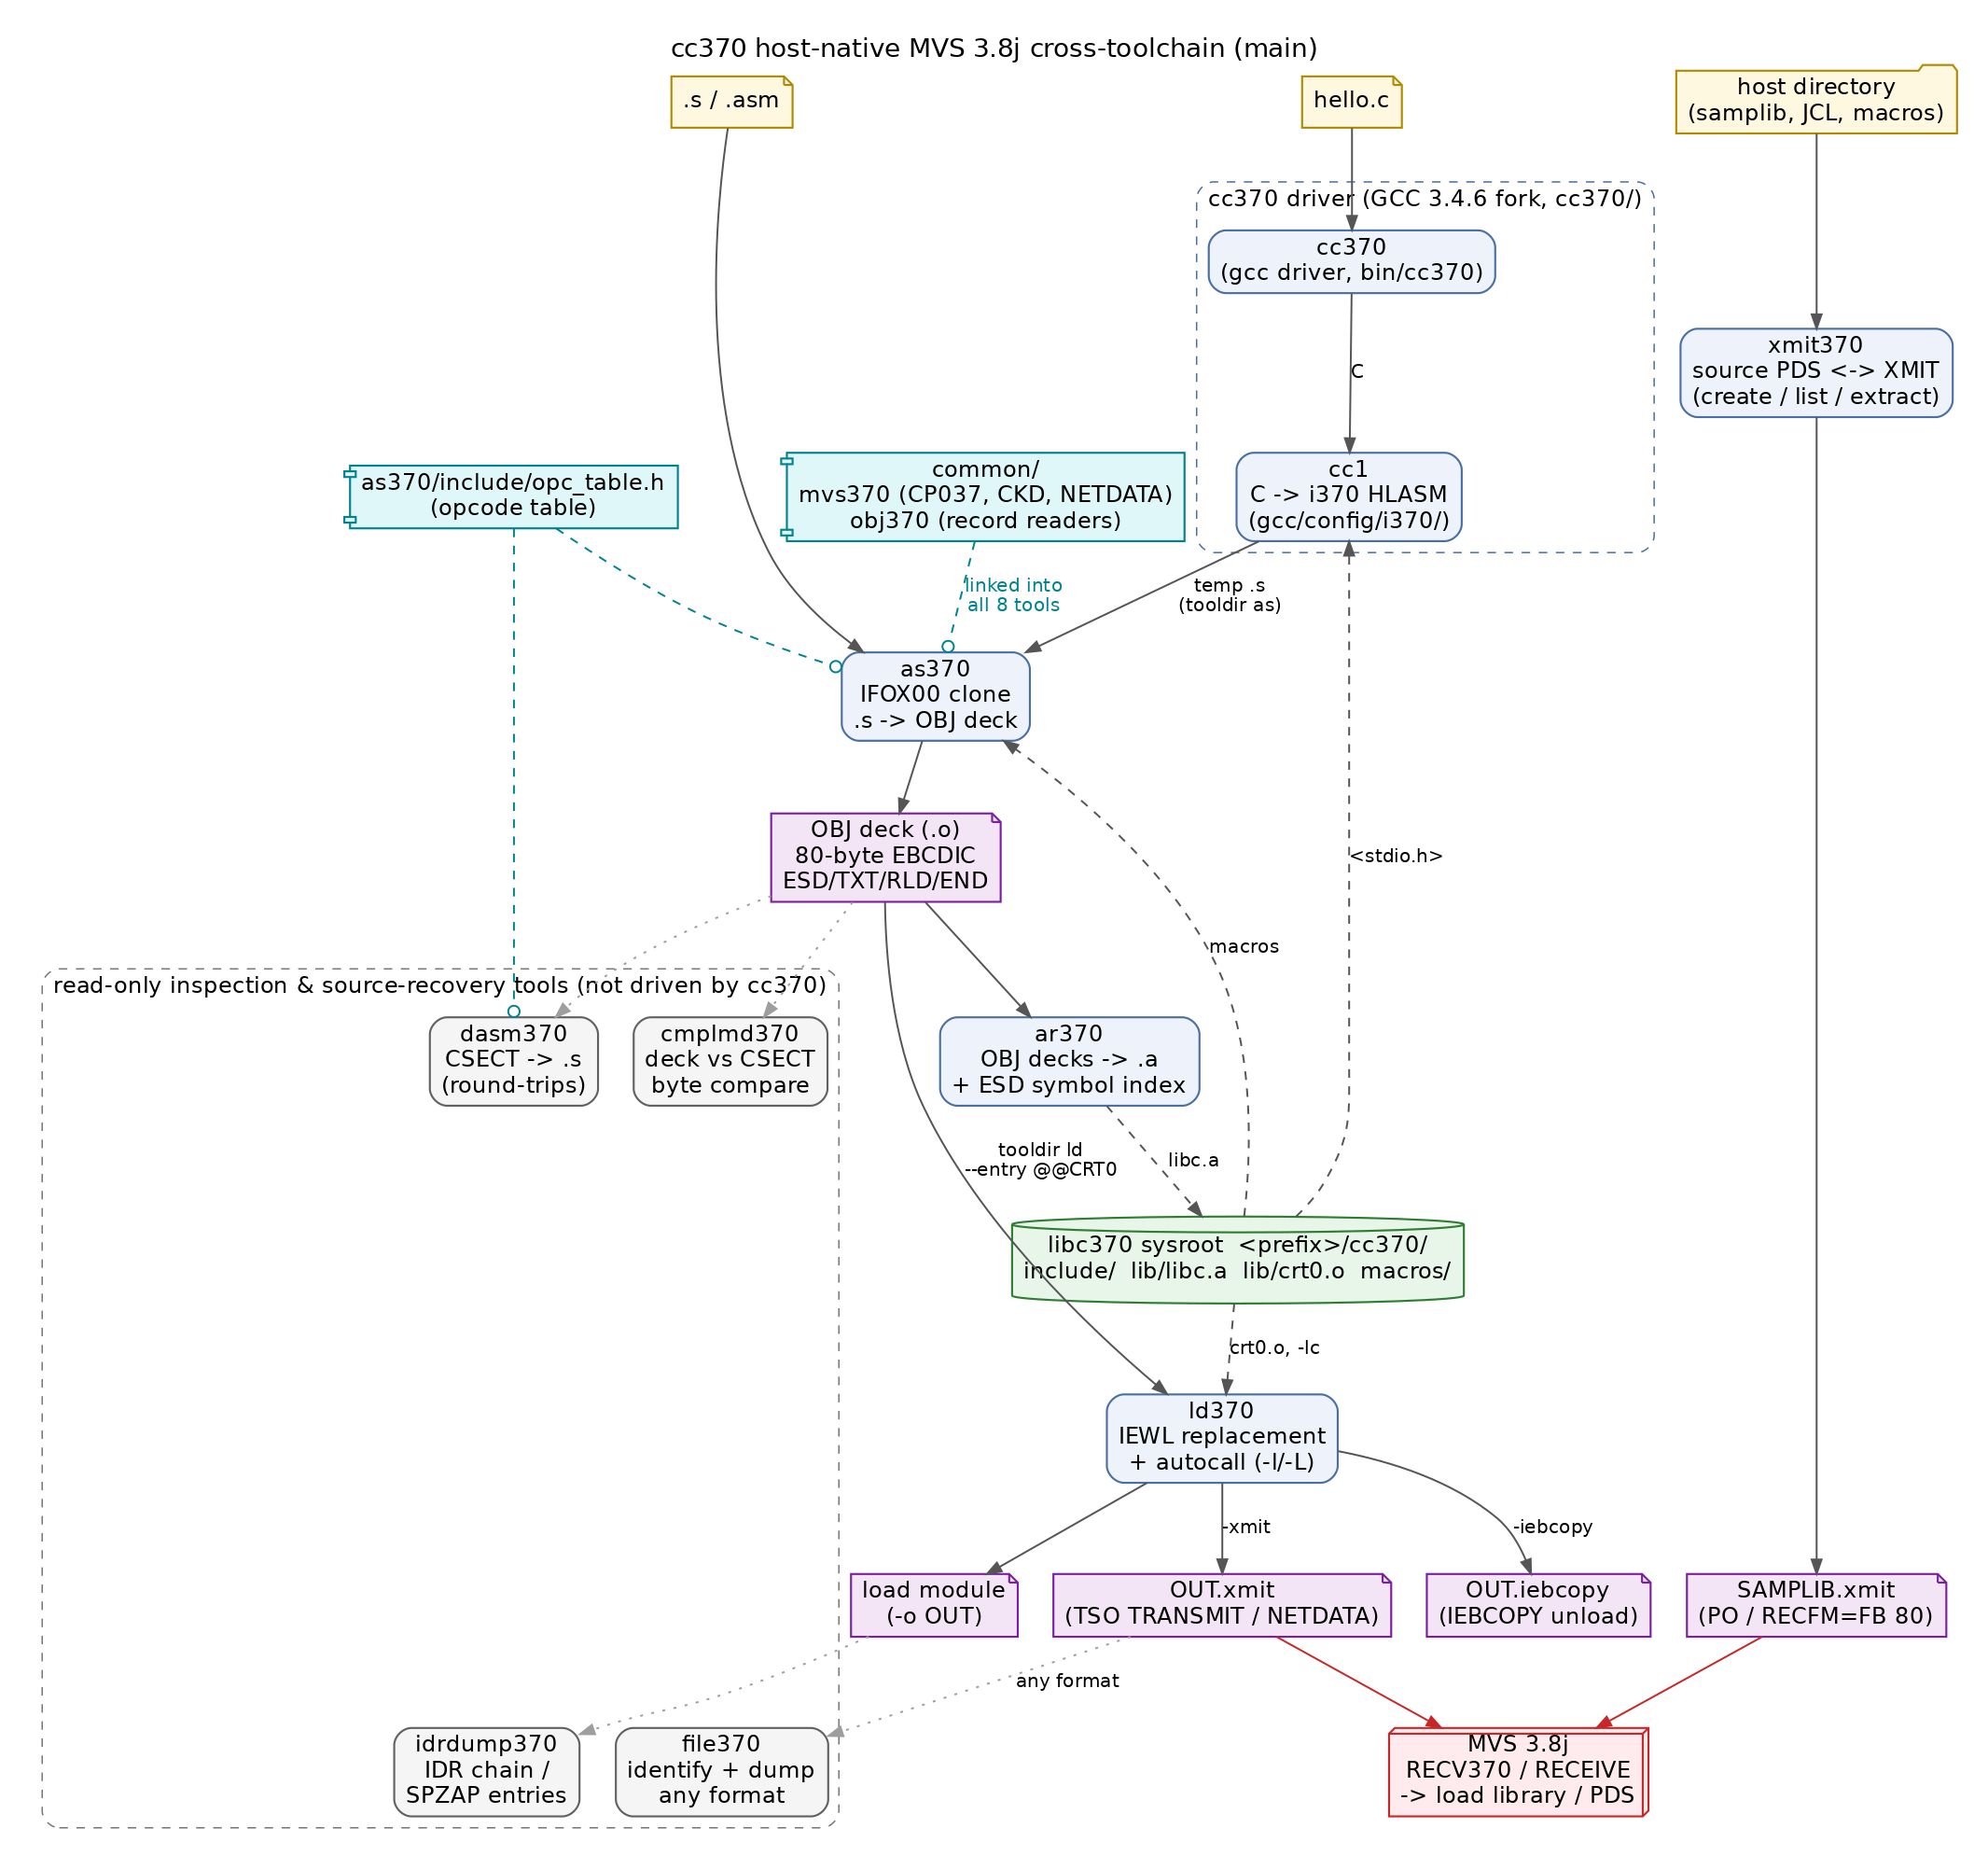 cc370 host-native MVS 3.8j cross-toolchain (main)
.s / .asm
hello.c
host directory
(samplib, JCL, macros)
cc370 driver (GCC 3.4.6 fork, cc370/)
cc370
(gcc driver, bin/cc370)
C
xmit370
source PDS <-> XMIT
(create / list / extract)
as370/include/opc_table.h
(opcode table)
common/
mvs370 (CP037, CKD, NETDATA)
obj370 (record readers)
cc1
C -> i370 HLASM
(gcc/config/i370/)
linked into
all 8 tools
temp .s
(tooldir as)
as370
IFOX00 clone
.s -> OBJ deck
OBJ deck (.o)
80-byte EBCDIC
ESD/TXT/RLD/END
<stdio.h>
macros
read-only inspection & source-recovery tools (not driven by cc370)
dasm370
CSECT -> .s
(round-trips)
cmplmd370
deck vs CSECT
byte compare
ar370
OBJ decks -> .a
+ ESD symbol index
tooldir ld
--entry @@CRT0
libc.a
libc370 sysroot  <prefix>/cc370/
include/  lib/libc.a  lib/crt0.o  macros/
crt0.o, -lc
ld370
IEWL replacement
+ autocall (-l/-L)
-xmit
-iebcopy
load module
(-o OUT)
OUT.xmit
(TSO TRANSMIT / NETDATA)
OUT.iebcopy
(IEBCOPY unload)
SAMPLIB.xmit
(PO / RECFM=FB 80)
any format
idrdump370
IDR chain /
SPZAP entries
file370
identify + dump
any format
MVS 3.8j
RECV370 / RECEIVE
-> load library / PDS